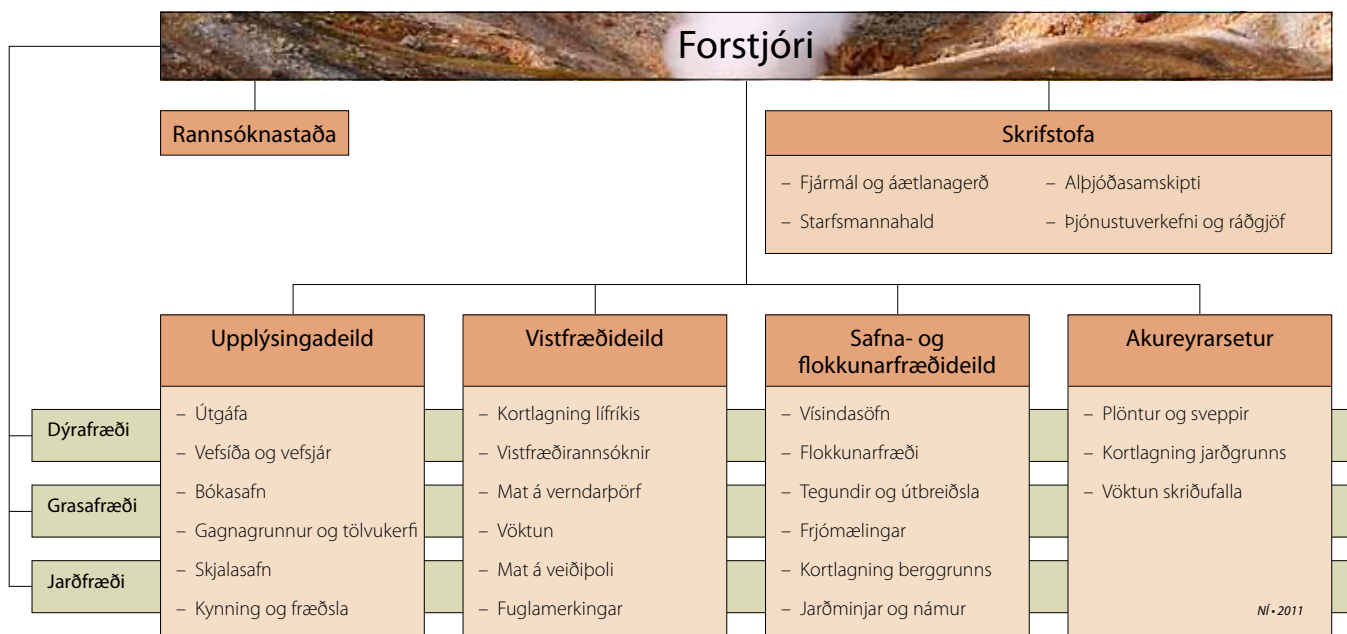 Forstjóri
Rannsóknastaða
Skrifstofa
– Fjármál og áætlanagerð
– Starfsmannahald
– Alþjóðasamskipti
– Þjónustuverkefni og ráðgjöf
Dýrafræði
Grasafræði
Jarðfræði
Upplýsingadeild
– Útgáfa
– Vefsíða og vefsjár
– Bókasafn
– Gagnagrunnur og tölvukerfi
– Skjalasafn
– Kynning og fræðsla
Vistfræðideild
– Kortlagning lífríkis
– Vistfræðirannsóknir
– Mat á verndarþörf
– Vöktun
– Mat á veiðiþoli
– Fuglamerkingar
Safna- og
flokkunarfræðideild
– Vísindasöfn
– Flokkunarfræði
– Tegundir og útbreiðsla
– Frjómælingar
– Kortlagning berggrunns
– Jarðminjar og námur
Akureyrarsetur
– Plöntur og sveppir
– Kortlagning jarðgrunns
– Vöktun skriðufalla
NÍ • 2011